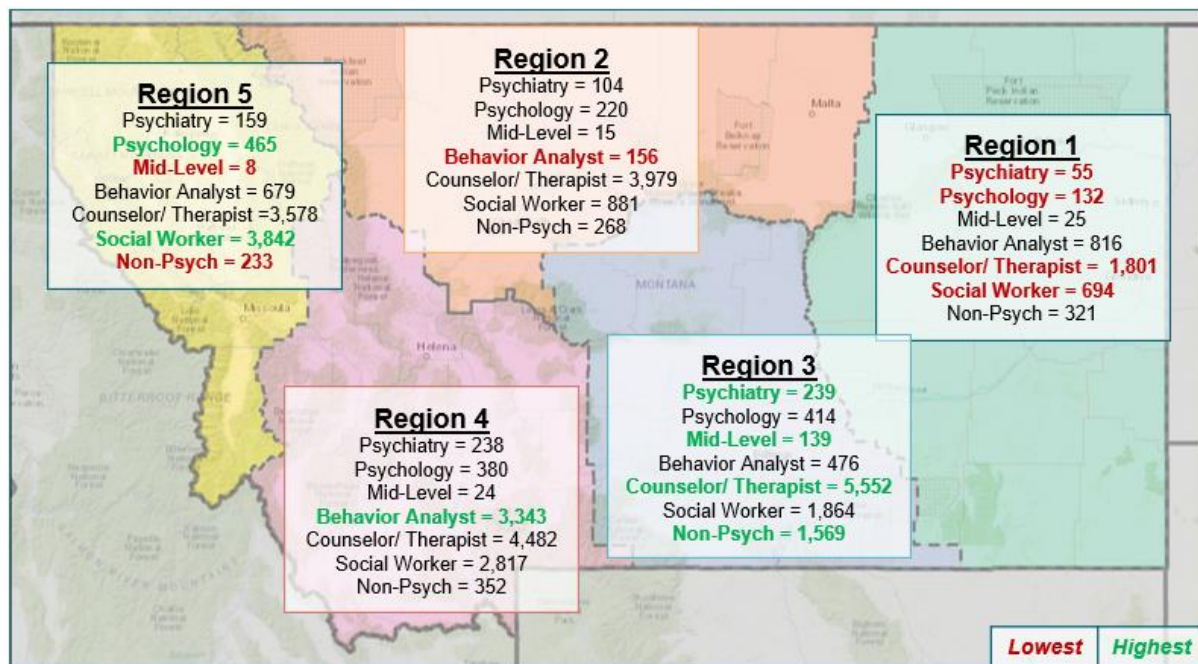 Region 5
Psychiatry = 159
Psychology = 465
Mid-Level = 8
Behavior Analyst = 679
Counselor/ Therapist =3,578
Social Worker = 3,842
Non-Psych = 233
Region 2
Psychiatry = 104
Psychology = 220
Mid-Level = 15
Behavior Analyst = 156
Counselor/ Therapist = 3,979
Social Worker = 881
Non-Psych = 268
Region 1
Psychiatry = 55
Psychology = 132
Mid-Level = 25
Behavior Analyst = 816
Counselor/ Therapist = 1,801
Social Worker = 694
Non-Psych = 321
Region 4
Psychiatry = 238
Psychology = 380
Mid-Level = 24
Behavior Analyst = 3,343
Counselor/ Therapist = 4,482
Social Worker = 2,817
Non-Psych = 352
Region 3
Psychiatry = 239
Psychology = 414
Mid-Level = 139
Behavior Analyst = 476
Counselor/ Therapist = 5,552
Social Worker = 1,864
Non-Psych = 1,569
Malta
Fort
Peck Indian
Reservation
MONTANA
Missoula
Helena
BITTERROOT RANGE
Lowest Highest